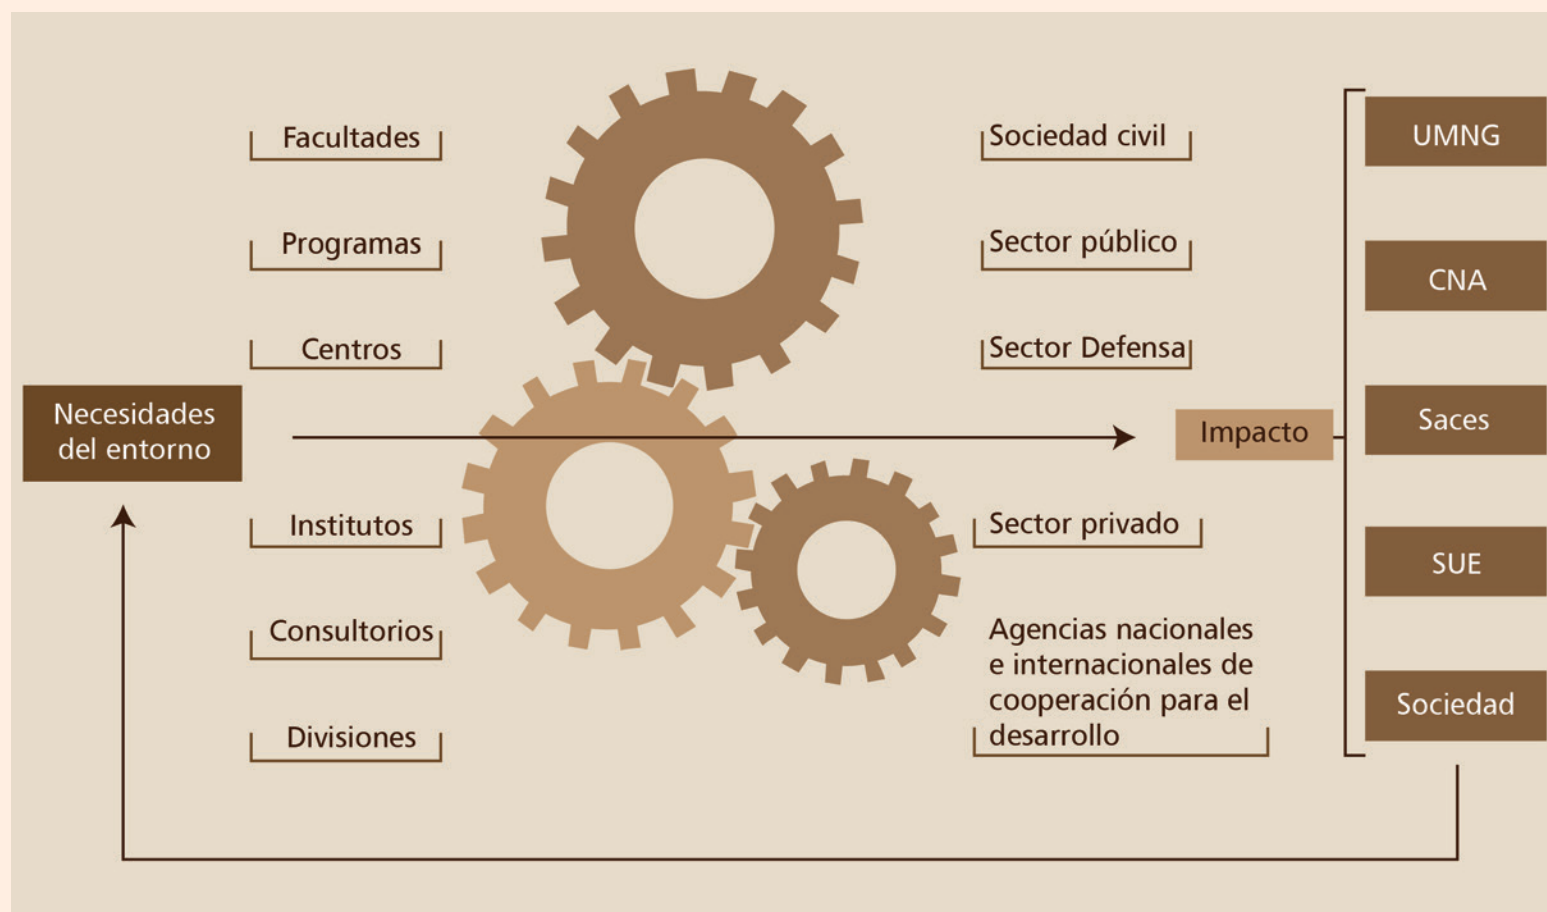 Necesidades
del entorno
Facultades
Programas
Centros
Institutos
Consultorios
Divisiones
Sociedad civil
Sector público
Sector Defensa
Sector privado
Agencias nacionales
e internacionales de
cooperación para el
desarrollo
Impacto
UMNG
CNA
Saces
SUE
Sociedad